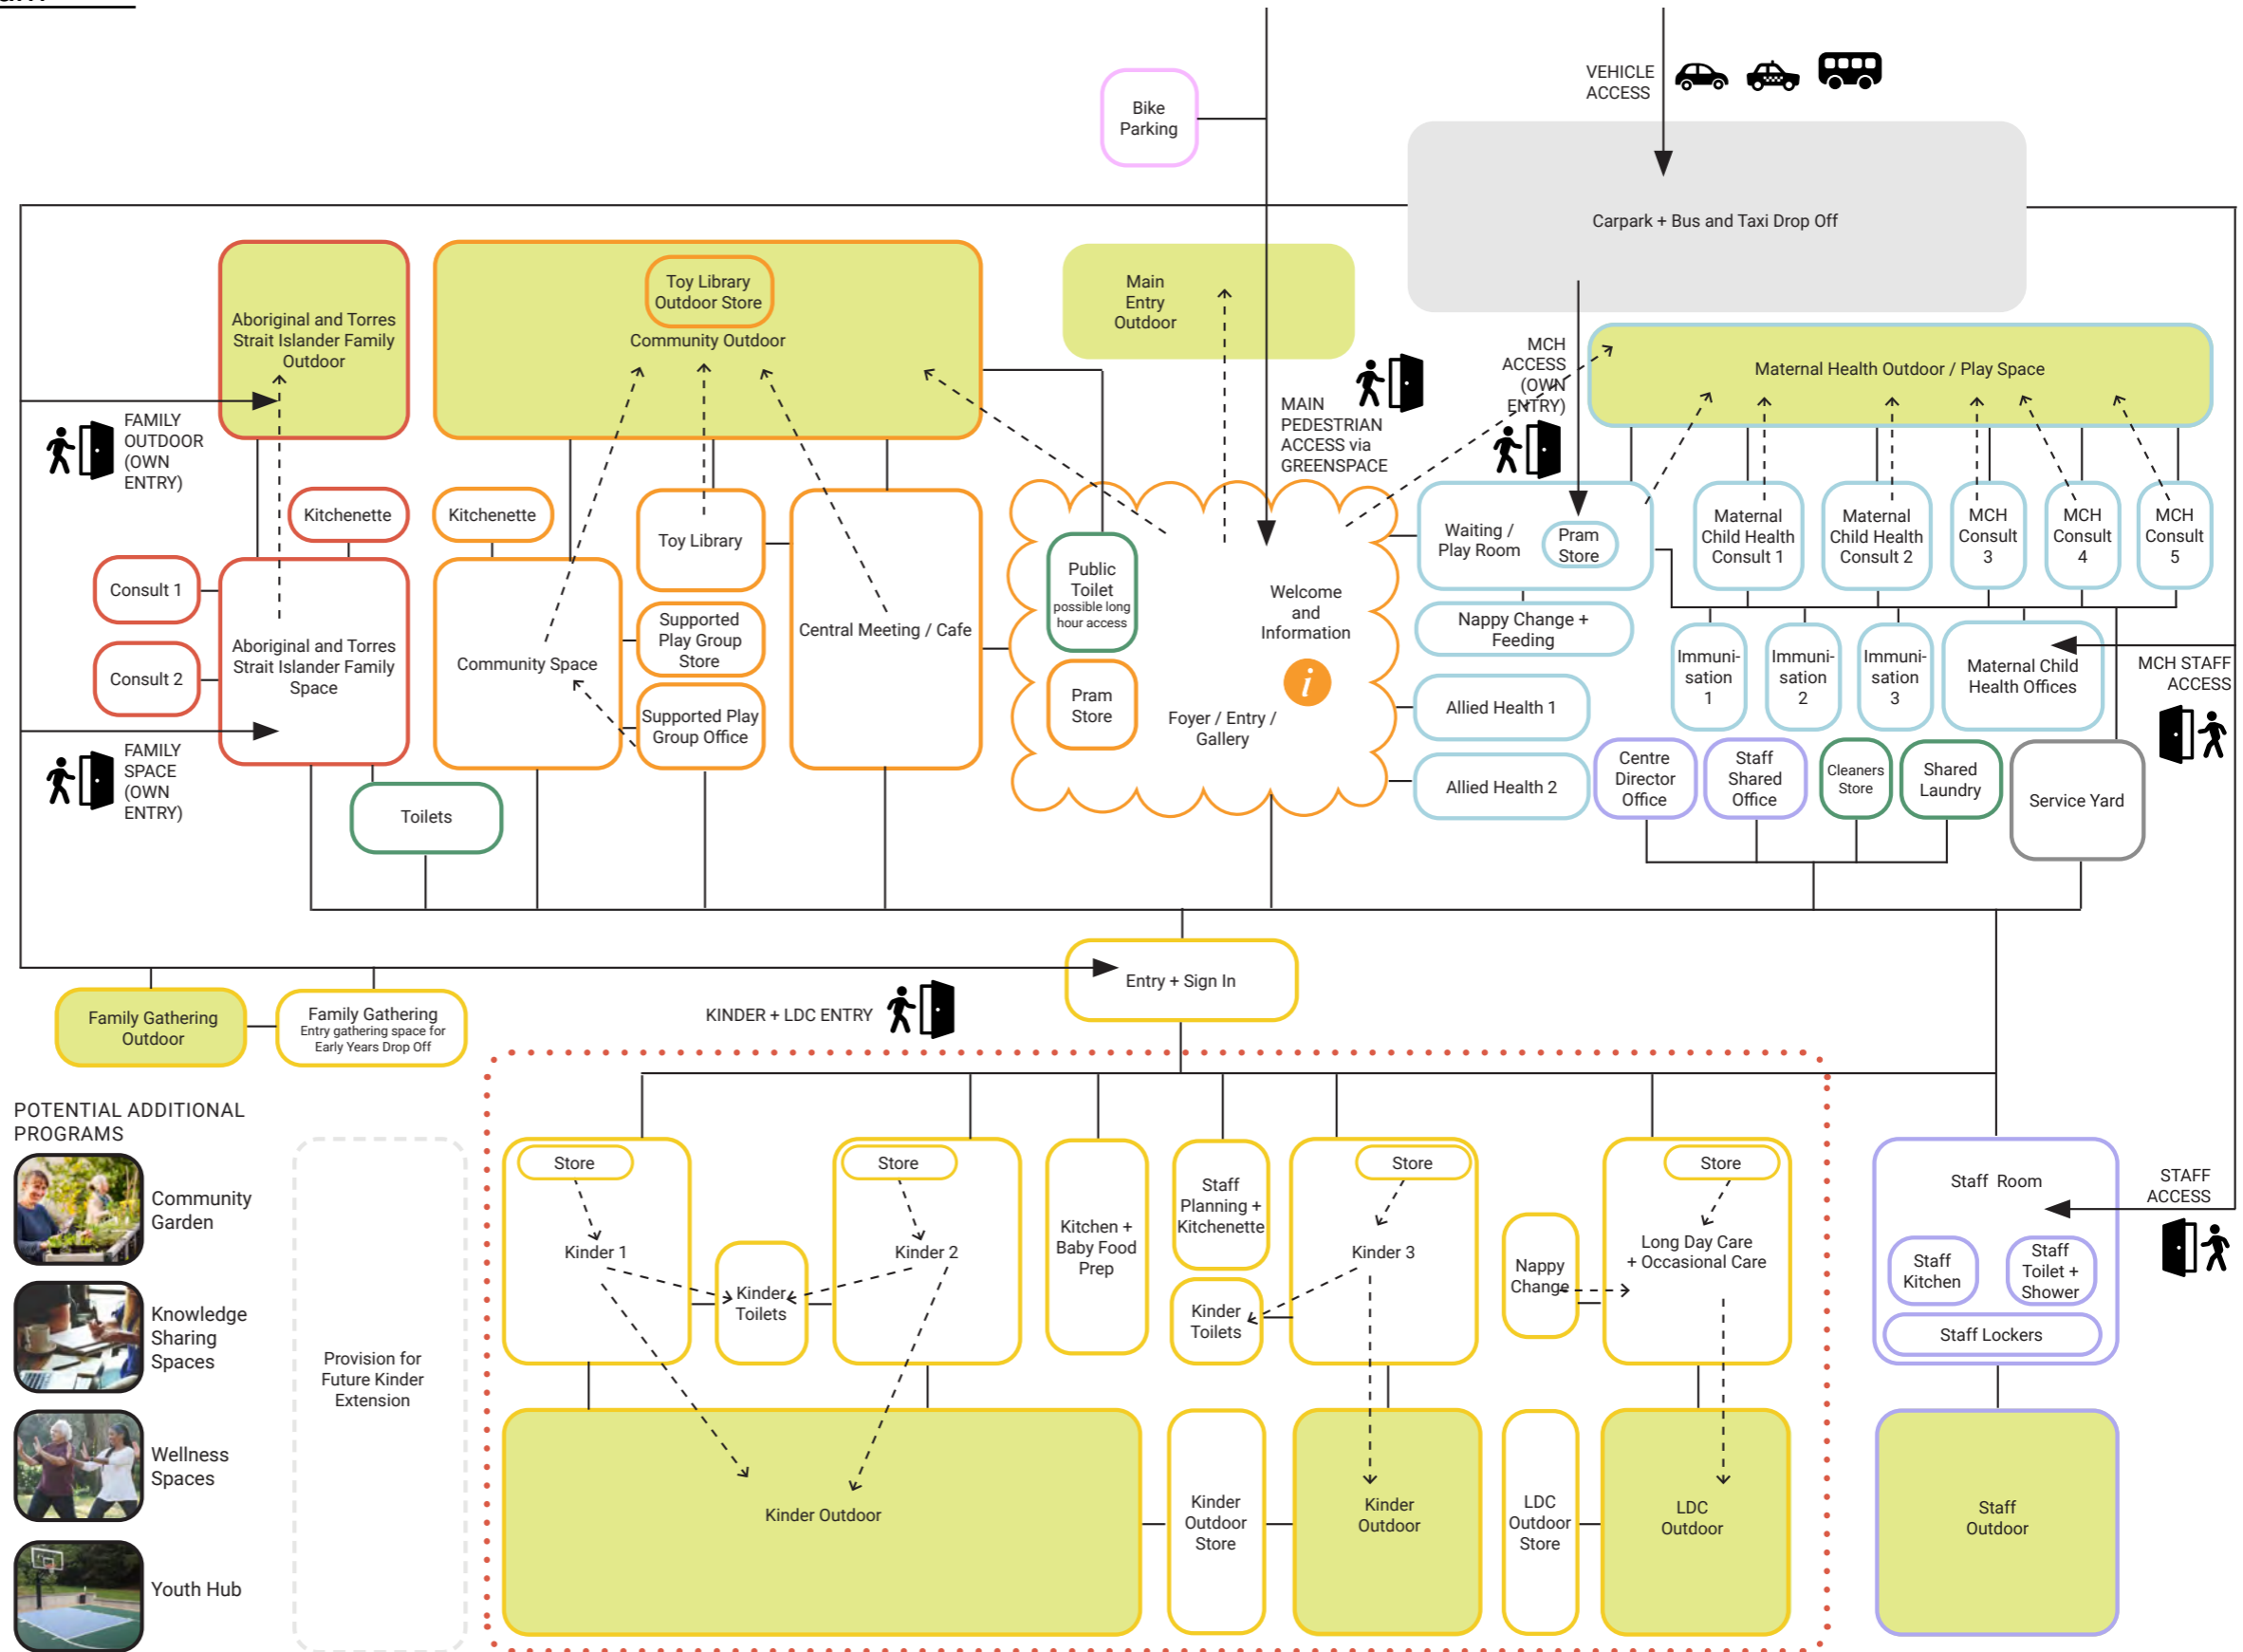 Bike
Parking
VEHICLE
ACCESS
Carpark + Bus and Taxi Drop Off
Aboriginal and Torres
Strait Islander Family
Outdoor
Toy Library
Outdoor Store
Community Outdoor
Main
Entry
Outdoor
MCH
ACCESS
(OWN
ENTRY)
Maternal Health Outdoor / Play Space
FAMILY
OUTDOOR
(OWN
ENTRY)
MAIN
PEDESTRIAN
ACCESS via
GREENSPACE
Kitchenette
Kitchenette
Toy Library
Waiting /
Play Room
Pram
Store
Maternal
Child Health
Consult 1
Maternal
Child Health
Consult 2
MCH
Consult
3
MCH
Consult
4
MCH
Consult
5
Consult 1
Consult 2
Aboriginal and Torres
Strait Islander Family
Space
Community Space
Supported
Play Group
Store
Supported Play
Group Office
Central Meeting / Cafe
Public
Toilet
possible long
hour access
Pram
Store
Welcome
and
Information
i
Foyer / Entry /
Gallery
Nappy Change +
Feeding
Allied Health 1
Allied Health 2
Immuni-
sation
1
Immuni-
sation
2
Immuni-
sation
3
Maternal Child
Health Offices
MCH STAFF
ACCESS
FAMILY
SPACE
(OWN
ENTRY)
Toilets
Centre
Director
Office
Staff
Shared
Office
Cleaners
Store
Shared
Laundry
Service Yard
Entry + Sign In
Family Gathering
Outdoor
Family Gathering
Entry gathering space for
Early Years Drop Off
KINDER + LDC ENTRY
POTENTIAL ADDITIONAL
PROGRAMS
Community
Garden
Knowledge
Sharing
Spaces
Wellness
Spaces
Youth Hub
Provision for
Future Kinder
Extension
Store
Kinder 1
Kinder
Toilets
Store
Kinder 2
Kitchen +
Baby Food
Prep
Staff
Planning +
Kitchenette
Kinder
Toilets
Store
Kinder 3
Nappy
Change
Store
Long Day Care
+ Occasional Care
Staff Room
STAFF
ACCESS
Staff
Kitchen
Staff
Toilet +
Shower
Staff Lockers
Kinder Outdoor
Kinder
Outdoor
Store
Kinder
Outdoor
LDC
Outdoor
Store
LDC
Outdoor
Staff
Outdoor